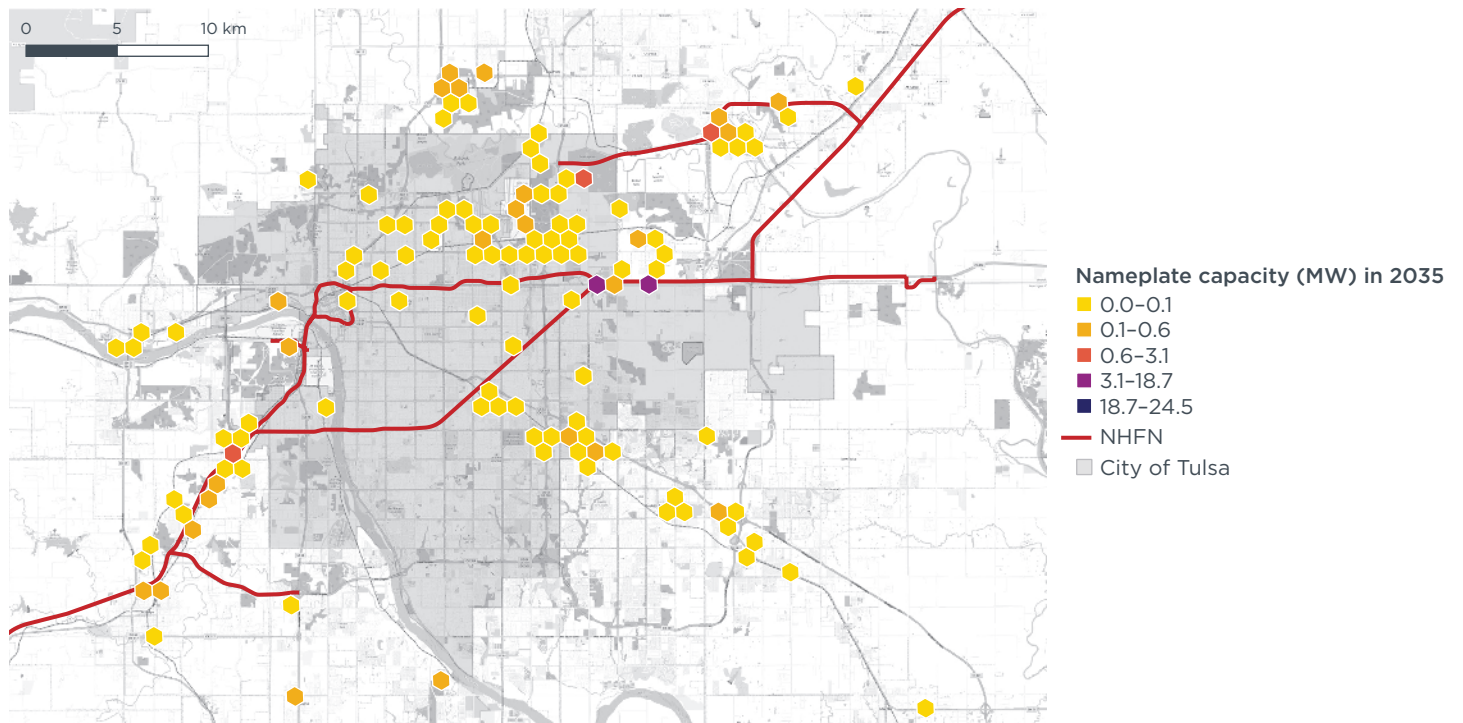 0 5 10 km
Nameplate capacity (MW) in 2035
0.0–0.1
0.1–0.6
0.6–3.1
3.1–18.7
18.7–24.5
NHFN
City of Tulsa